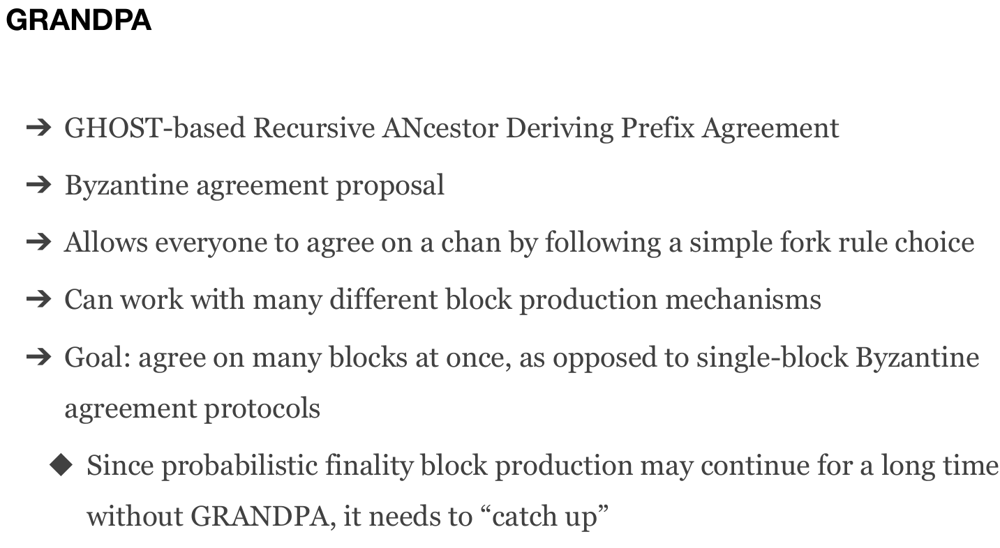 GRANDPA
➔ GHOST-based Recursive ANcestor Deriving Prefix Agreement
➔ Byzantine agreement proposal
➔ Allows everyone to agree on a chan by following a simple fork rule choice
➔ Can work with many different block production mechanisms
➔ Goal: agree on many blocks at once, as opposed to single-block Byzantine
agreement protocols
◆ Since probabilistic finality block production may continue for a long time
without GRANDPA, it needs to “catch up”